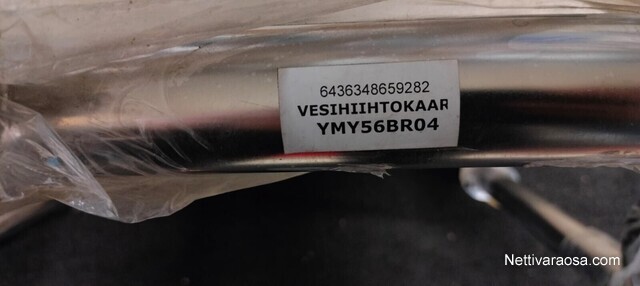 6436348659282
VESIHIIHTOKAAR
YMY56BR04
Nettivaraosa.com